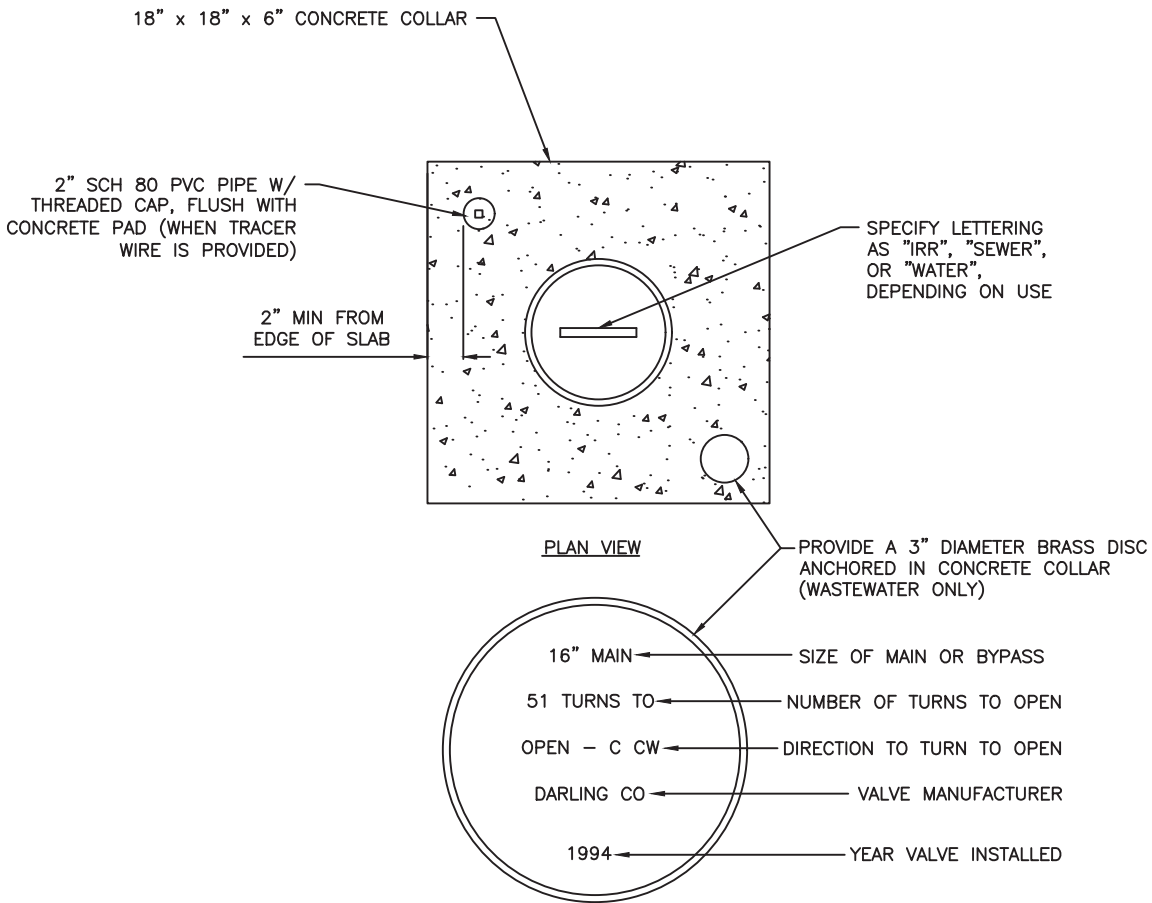 18" x 18" x 6" CONCRETE COLLAR
2" SCH 80 PVC PIPE W/
THREADED CAP, FLUSH WITH
CONCRETE PAD (WHEN TRACER
WIRE IS PROVIDED)
SPECIFY LETTERING
AS "IRR", "SEWER",
OR "WATER",
DEPENDING ON USE
2" MIN FROM
EDGE OF SLAB
PLAN VIEW
PROVIDE A 3" DIAMETER BRASS DISC
ANCHORED IN CONCRETE COLLAR
(WASTEWATER ONLY)
16" MAIN
SIZE OF MAIN OR BYPASS
51 TURNS TO
NUMBER OF TURNS TO OPEN
OPEN – C CW
DIRECTION TO TURN TO OPEN
DARLING CO
VALVE MANUFACTURER
1994
YEAR VALVE INSTALLED